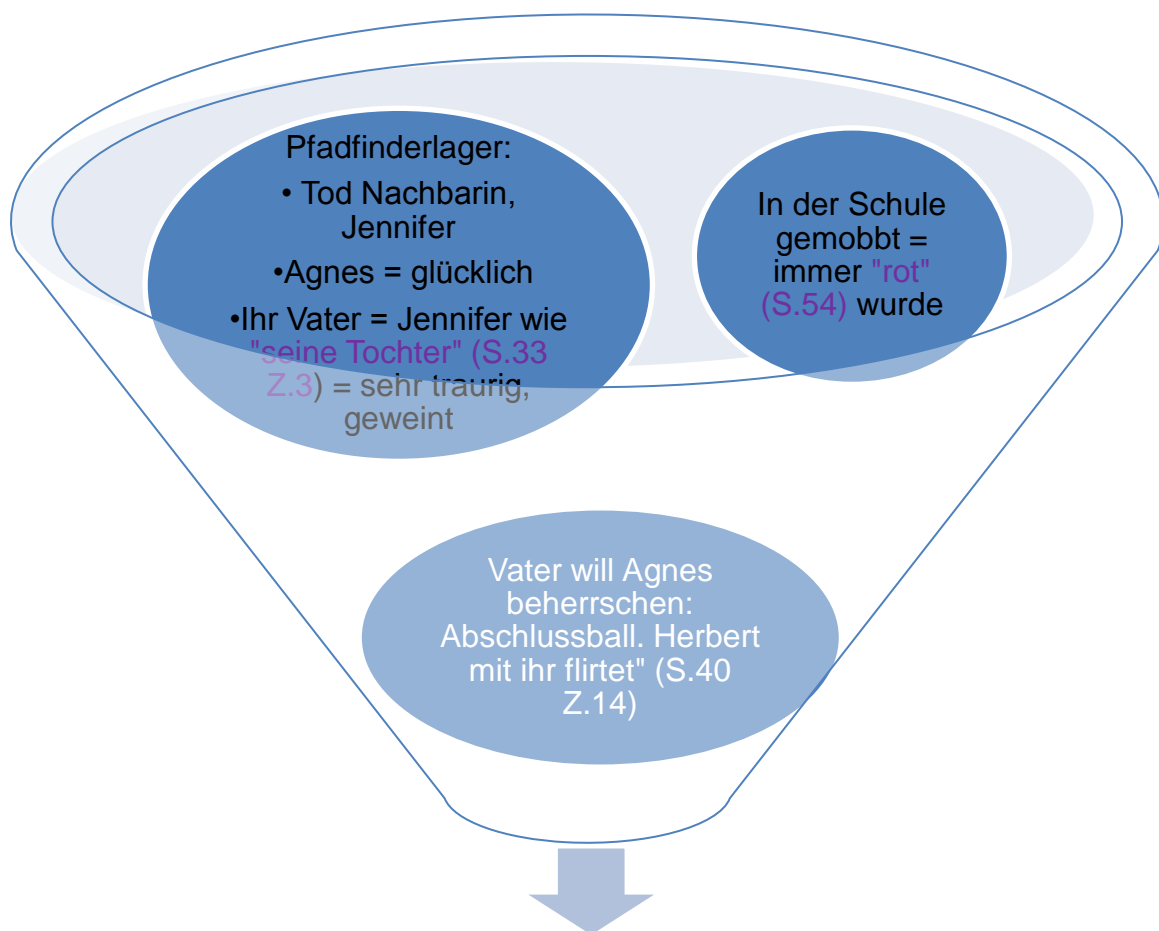 Pfadfinderlager:
• Tod Nachbarin,
Jennifer
•Agnes = glücklich
•Ihr Vater = Jennifer wie
"seine Tochter" (S.33
Z.3) = sehr traurig,
geweint
In der Schule
gemobbt =
immer "rot"
(S.54) wurde
Vater will Agnes
beherrschen:
Abschlussball. Herbert
mit ihr flirtet" (S.40
Z.14)